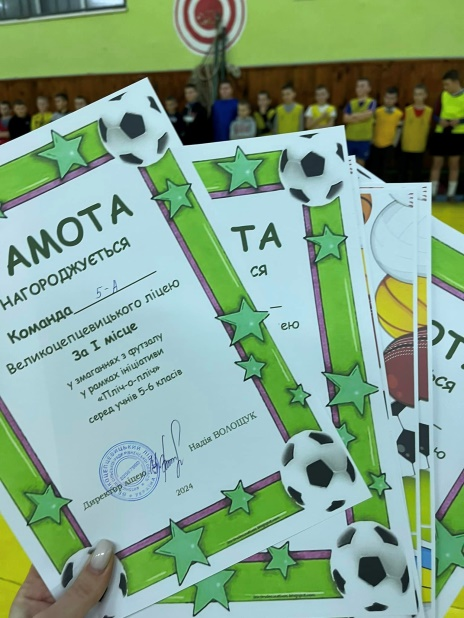 АМОТА
НАГОРОДЖУЄТЬСЯ
Команда 5-А
Великоцепцевицького ліцею
За І місце
у змаганнях з футзалу
у рамках ініціативи
«Пліч-о-пліч»
серед учнів 5-6 класів
Директор ліцею Надія ВОЛОЩУК
2024
ТА
ся
ею